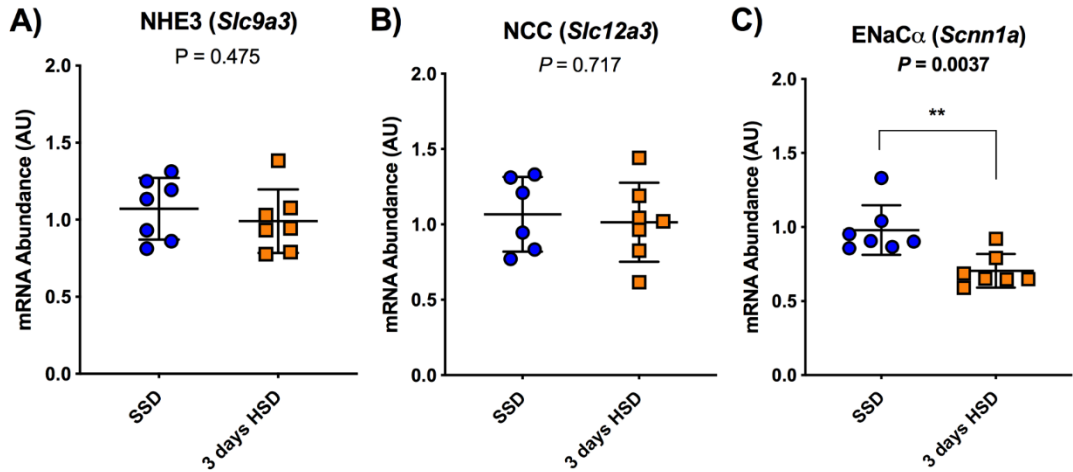 A)
NHE3 (Slc9a3)
P = 0.475
mRNA Abundance (AU)
2.0
1.5
1.0
0.5
0.0
SSD
3 days HSD
B)
NCC (Slc12a3)
P = 0.717
mRNA Abundance (AU)
2.0
1.5
1.0
0.5
0.0
SSD
3 days HSD
C)
ENaCα (Scnn1a)
P = 0.0037
**
mRNA Abundance (AU)
2.0
1.5
1.0
0.5
0.0
SSD
3 days HSD